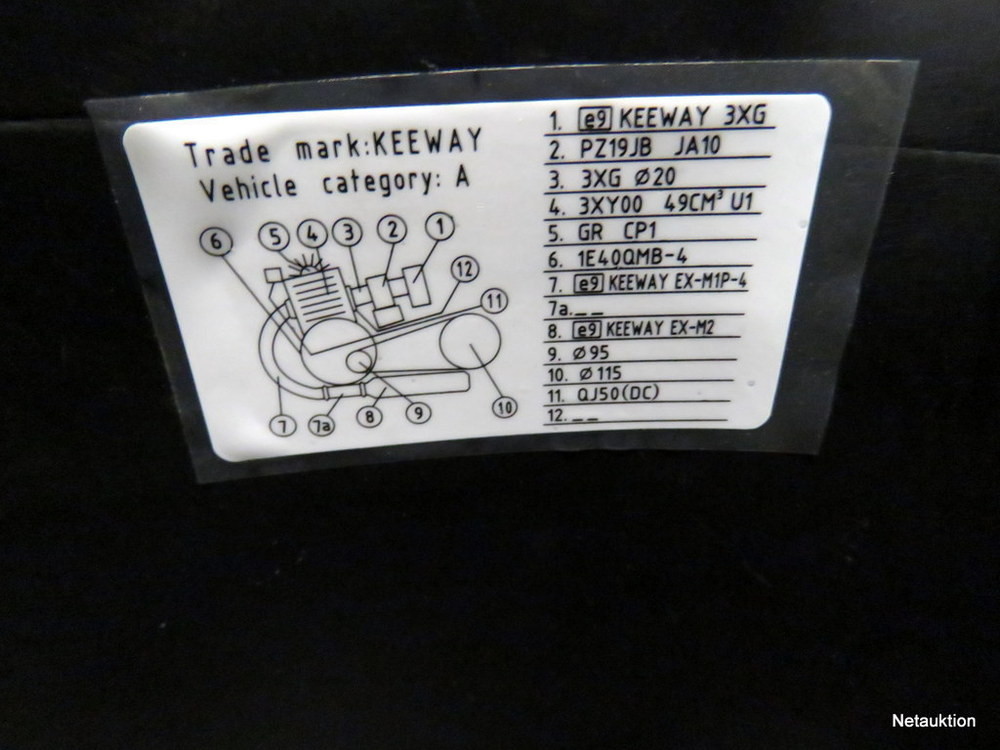 Trade mark:KEEWAY
Vehicle category: A
6 5 4 3 2 1
12
11
7 7a 8 9 10
1. e9 KEEWAY 3XG
2. PZ19JB JA10
3. 3XG Ø20
4. 3XY00 49CM³ U1
5. GR CP1
6. 1E40QMB-4
7. e9 KEEWAY EX-M1P-4
7a. _ _
8. e9 KEEWAY EX-M2
9. Ø95
10. Ø115
11. QJ50(DC)
12. _ _
Netauktion